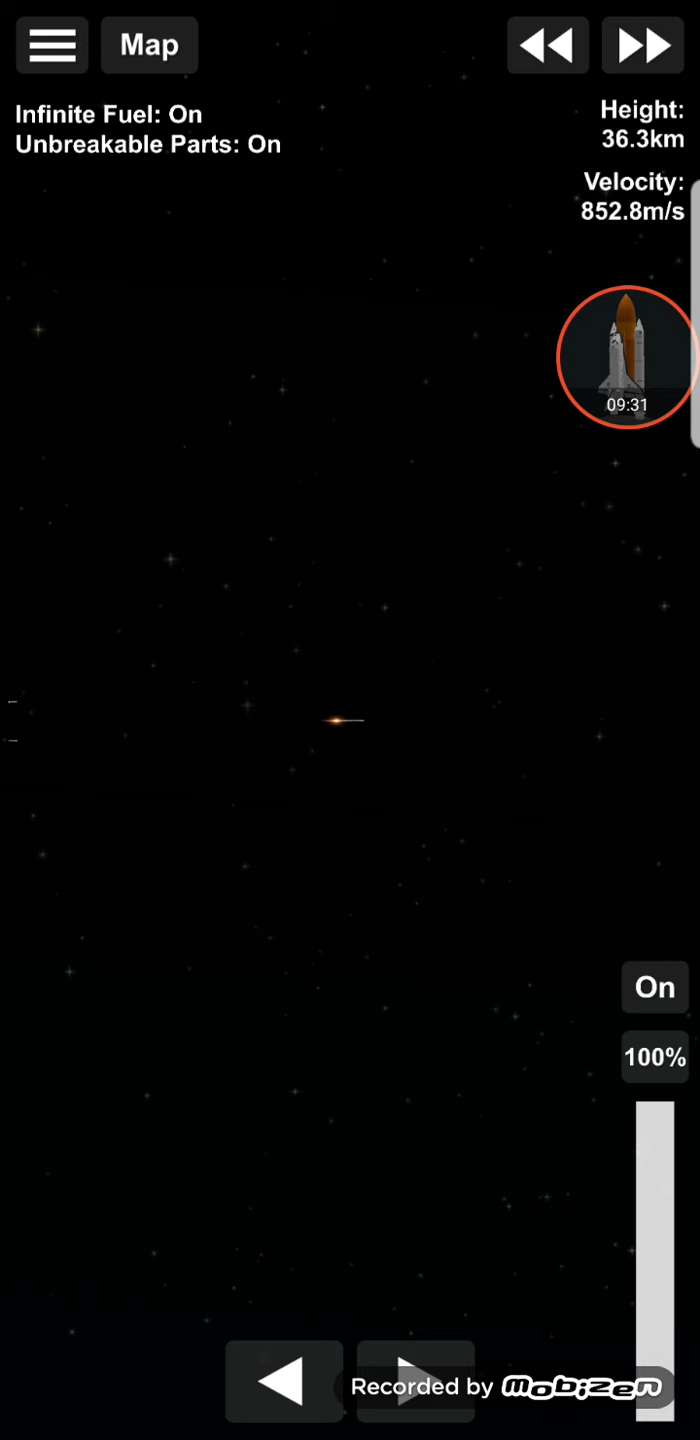 Map
Infinite Fuel: On
Unbreakable Parts: On
Height:
36.3km
Velocity:
852.8m/s
09:31
On
100%
Recorded by mobizen